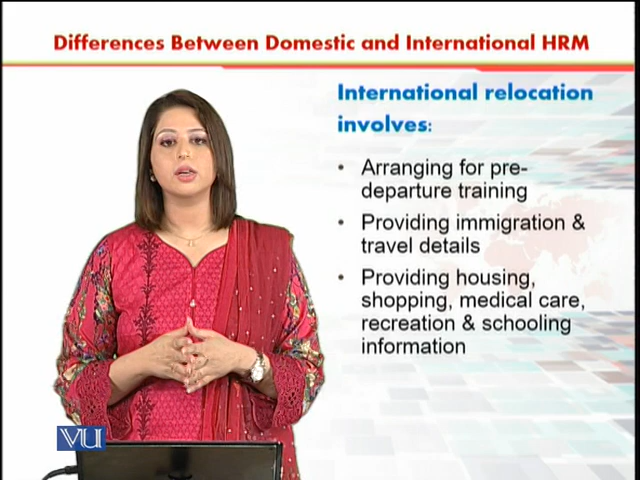 Differences Between Domestic and International HRM
International relocation
involves:
• Arranging for pre-
departure training
• Providing immigration &
travel details
• Providing housing,
shopping, medical care,
recreation & schooling
information
VU